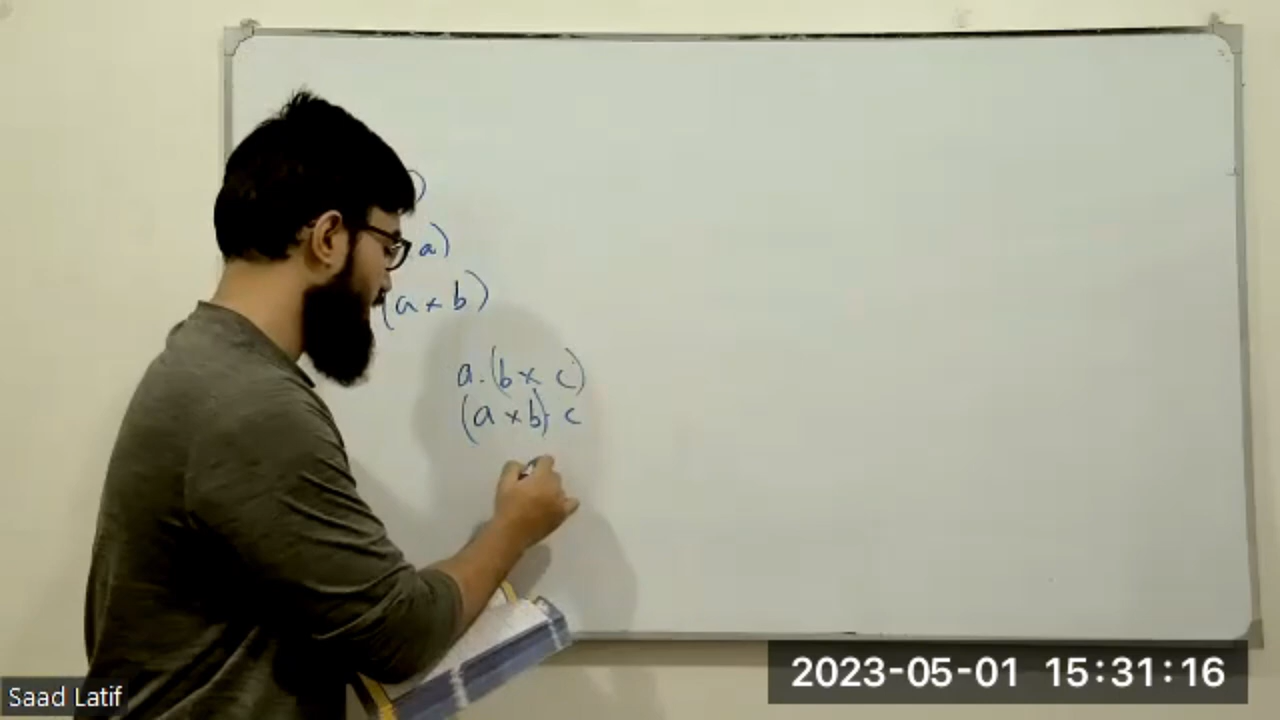 )
a)
(a × b)
a.(b × c)
(a × b). c
Saad Latif
2023-05-01 15:31:16